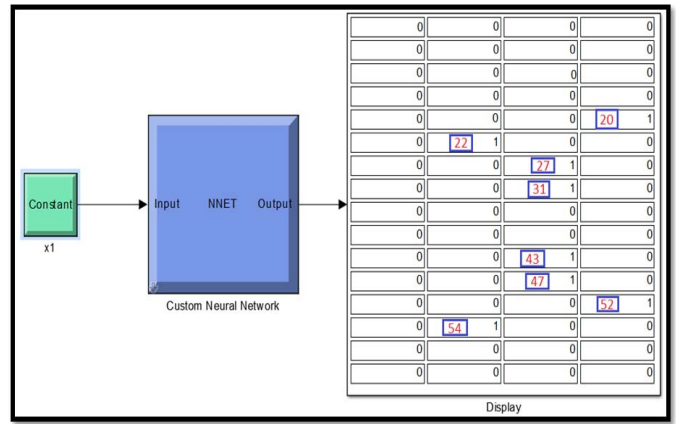 0 0 0 0
0 0 0 0
0 0 0 0
0 0 0 0
0 0 0 20 1
0 22 1 0 0
0 0 27 1 0
0 0 31 1 0
0 0 0 0
0 0 0 0
0 0 43 1 0
0 0 47 1 0
0 0 0 52 1
0 54 1 0 0
0 0 0 0
0 0 0 0
Constant
x1
Input NNET Output
Custom Neural Network
Display